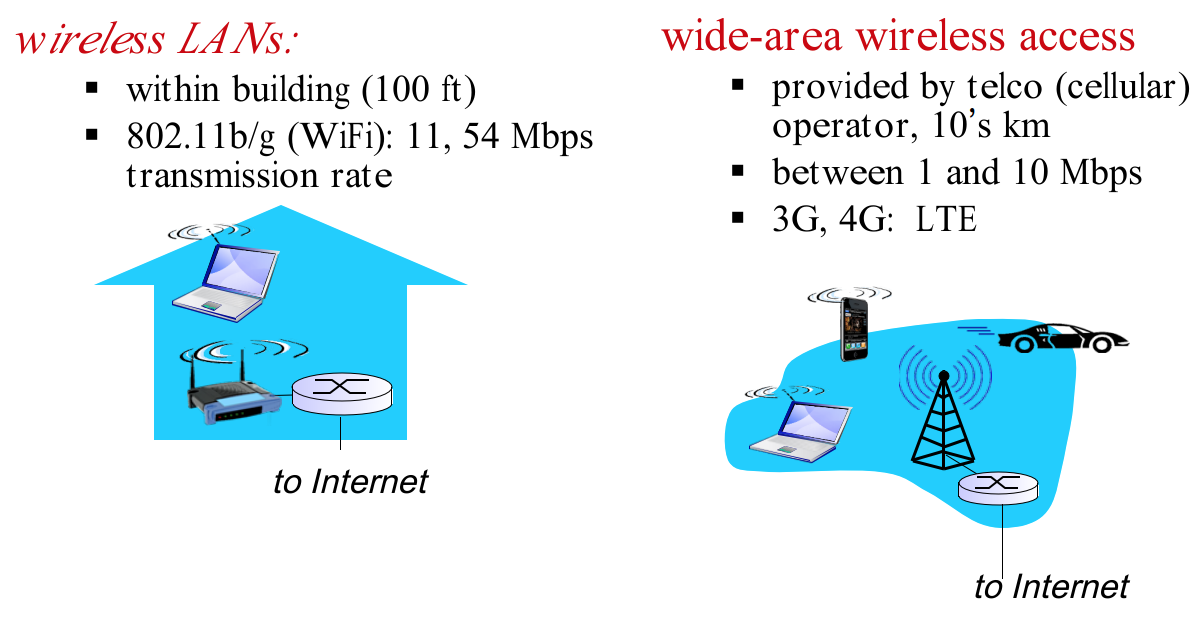 wireless LANs:
▪ within building (100 ft)
▪ 802.11b/g (WiFi): 11, 54 Mbps
transmission rate
to Internet
wide-area wireless access
▪ provided by telco (cellular)
operator, 10’s km
▪ between 1 and 10 Mbps
▪ 3G, 4G: LTE
to Internet